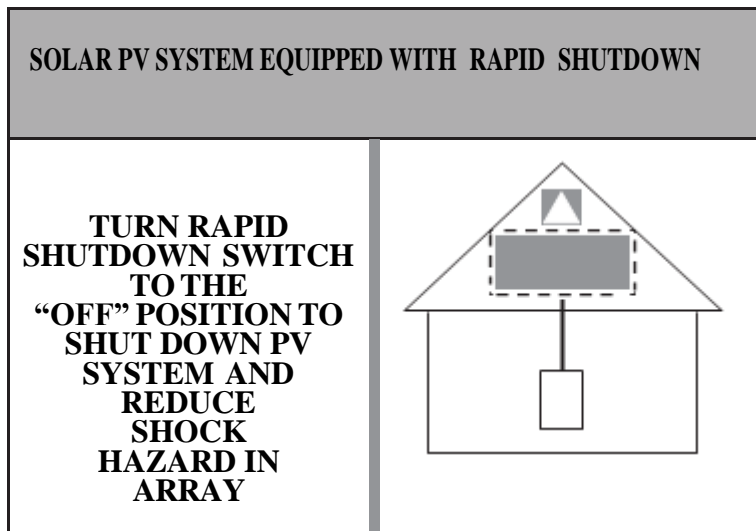 SOLAR PV SYSTEM EQUIPPED WITH RAPID SHUTDOWN
TURN RAPID
SHUTDOWN SWITCH
TO THE
“OFF” POSITION TO
SHUT DOWN PV
SYSTEM AND
REDUCE
SHOCK
HAZARD IN
ARRAY